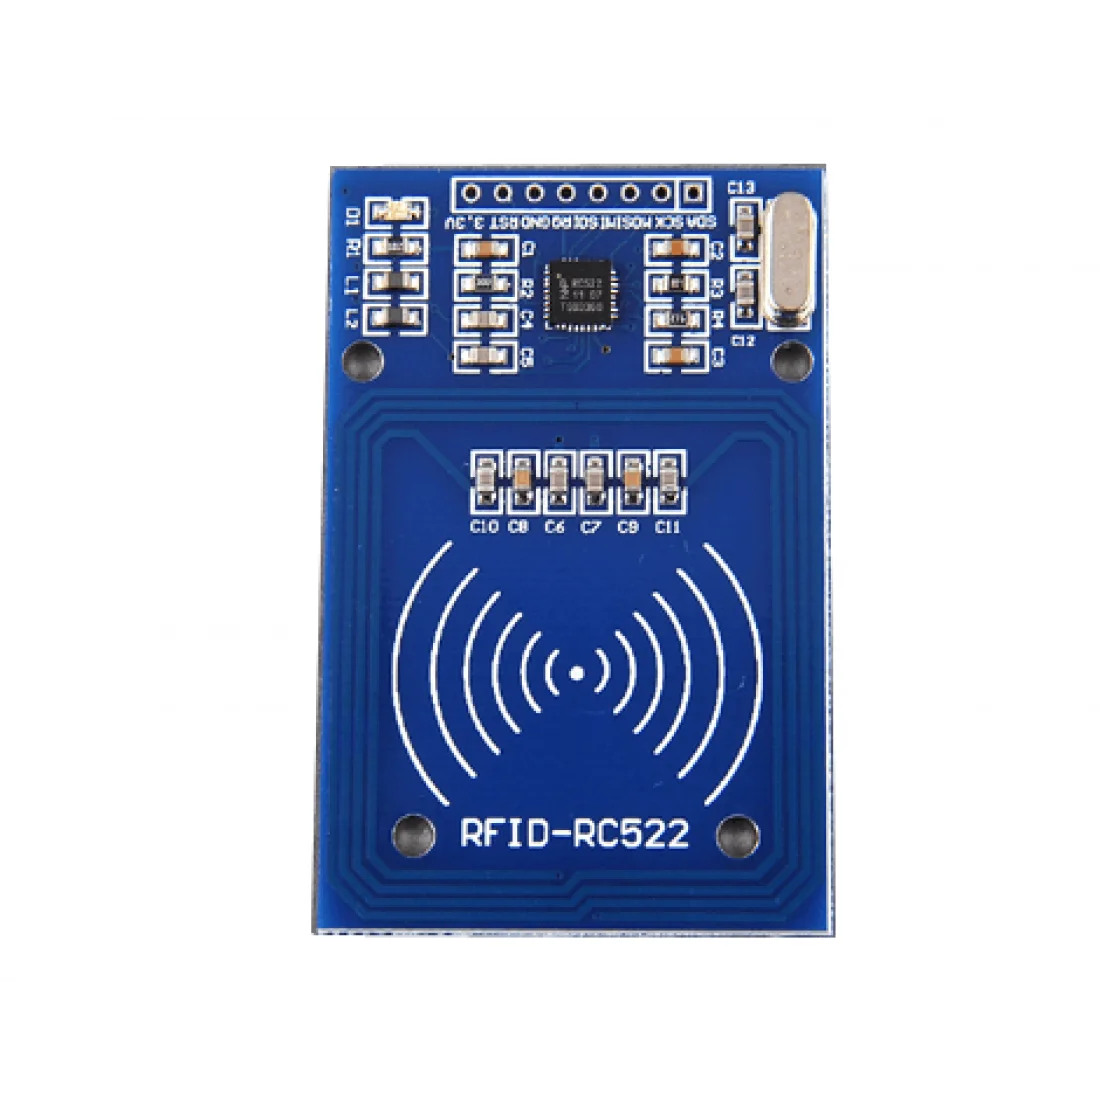 C13
D1
3.3V RST GND IRQ MISO MOSI SCK SDA
R1
C1
C2
L1
R2
RC522
R3
L2
C4
R4
C12
C5
C3
C10 C8 C6 C7 C9 C11
RFID-RC522